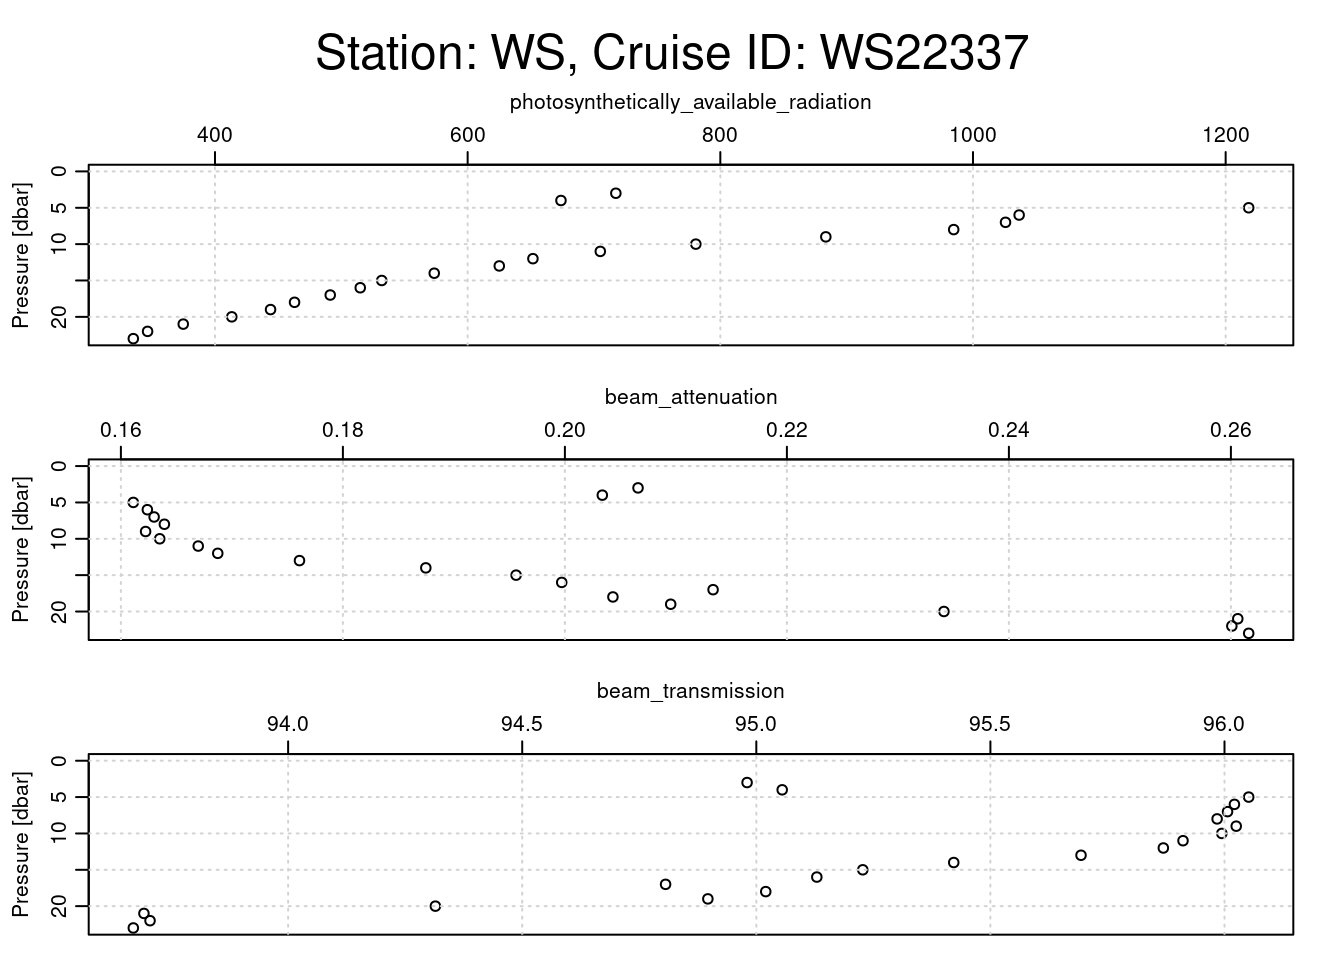 Station: WS, Cruise ID: WS22337
photosynthetically_available_radiation
400 600 800 1000 1200
Pressure [dbar]
0
5
10
20
beam_attenuation
0.16 0.18 0.20 0.22 0.24 0.26
Pressure [dbar]
0
5
10
20
beam_transmission
94.0 94.5 95.0 95.5 96.0
Pressure [dbar]
0
5
10
20